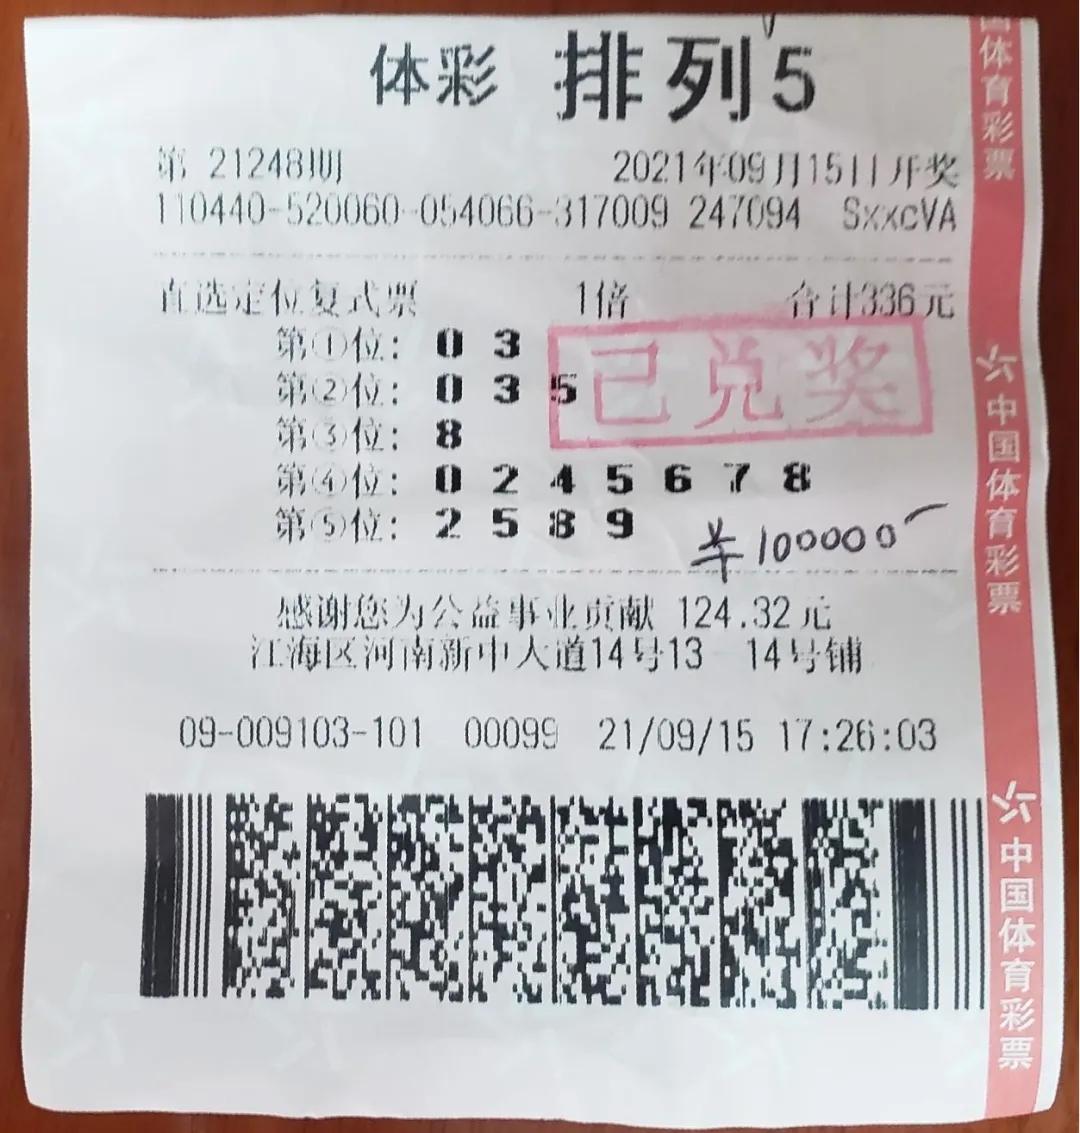 体彩 排列5
第 21248期 2021年09月15日开奖
110440-520060-054066-317009 247094 SxxcVA
直选定位复式票 1倍 合计336元
第①位: 0 3
第②位: 0 3 5
第③位: 8
第④位: 0 2 4 5 6 7 8
第⑤位: 2 5 8 9
已兑奖
100000
感谢您为公益事业贡献 124.32元
江海区河南新中大道14号13 14号铺
09-009103-101 00099 21/09/15 17:26:03
国体育彩票
中国体育彩票
中国体育彩票